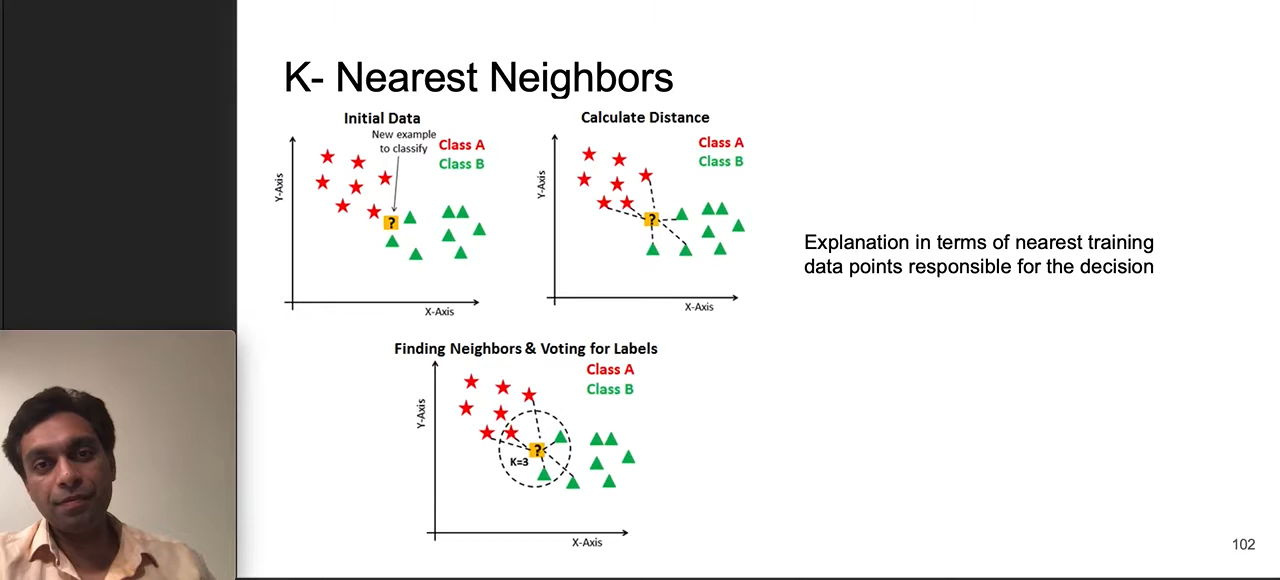 K- Nearest Neighbors
Initial Data
New example
to classify
Class A
Class B
Y-Axis
?
X-Axis
Calculate Distance
Class A
Class B
Y-Axis
?
X-Axis
Explanation in terms of nearest training
data points responsible for the decision
Finding Neighbors & Voting for Labels
Class A
Class B
Y-Axis
?
K=3
X-Axis
102